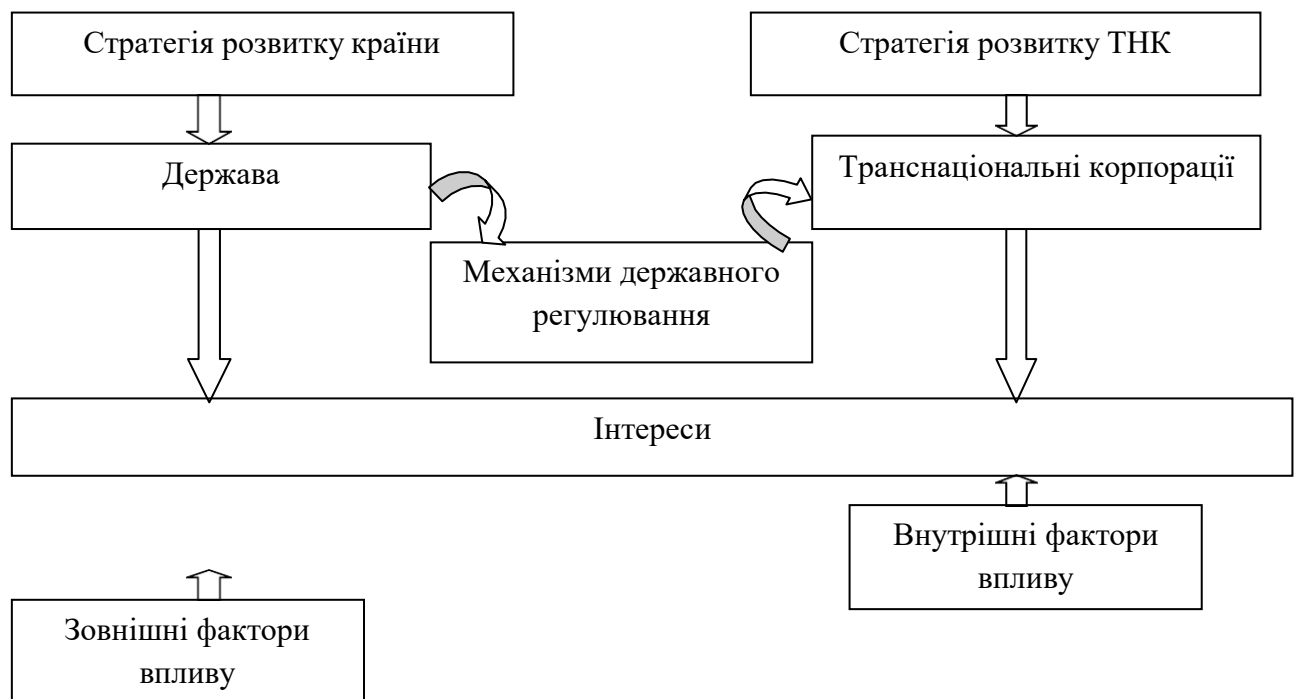 Стратегія розвитку країни
Стратегія розвитку ТНК
Держава
Транснаціональні корпорації
Механізми державного
регулювання
Інтереси
Внутрішні фактори
впливу
Зовнішні фактори
впливу